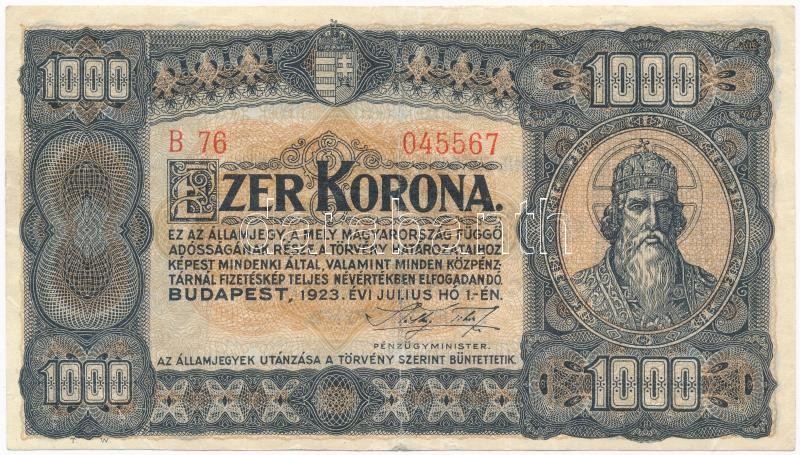 1000
1000
B 76 045567
EZER KORONA.
EZ AZ ÁLLAMJEGY, A MELY MAGYARORSZÁG FÜGGŐ
ADÓSSÁGÁNAK RÉSZE A TÖRVÉNY HATÁROZATAIHOZ
KÉPEST MINDENKI ÁLTAL, VALAMINT MINDEN KÖZPÉNZ-
TÁRNÁL FIZETÉSKÉP TELJES NÉVÉRTÉKBEN ELFOGADANDÓ.
BUDAPEST, 1923. ÉVI JULIUS HÓ 1.-ÉN.
PÉNZÜGYMINISTER.
AZ ÁLLAMJEGYEK UTÁNZÁSA A TÖRVÉNY SZERINT BÜNTETTETIK.
1000
1000
T W